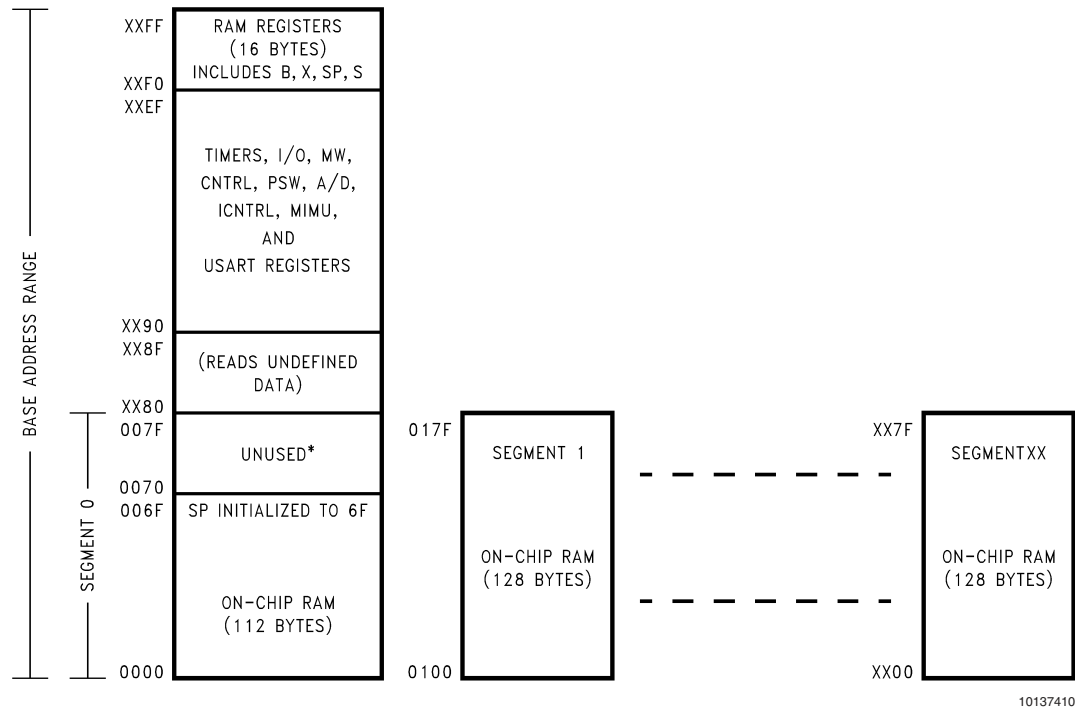 XXFF
RAM REGISTERS
(16 BYTES)
INCLUDES B, X, SP, S
XXF0
XXEF
TIMERS, I/O, MW,
CNTRL, PSW, A/D,
ICNTRL, MIMU,
AND
USART REGISTERS
XX90
XX8F
(READS UNDEFINED
DATA)
XX80
007F
UNUSED*
0070
006F
SP INITIALIZED TO 6F
ON-CHIP RAM
(112 BYTES)
0000
BASE ADDRESS RANGE
SEGMENT 0
017F
SEGMENT 1
ON-CHIP RAM
(128 BYTES)
0100
XX7F
SEGMENTXX
ON-CHIP RAM
(128 BYTES)
XX00
10137410